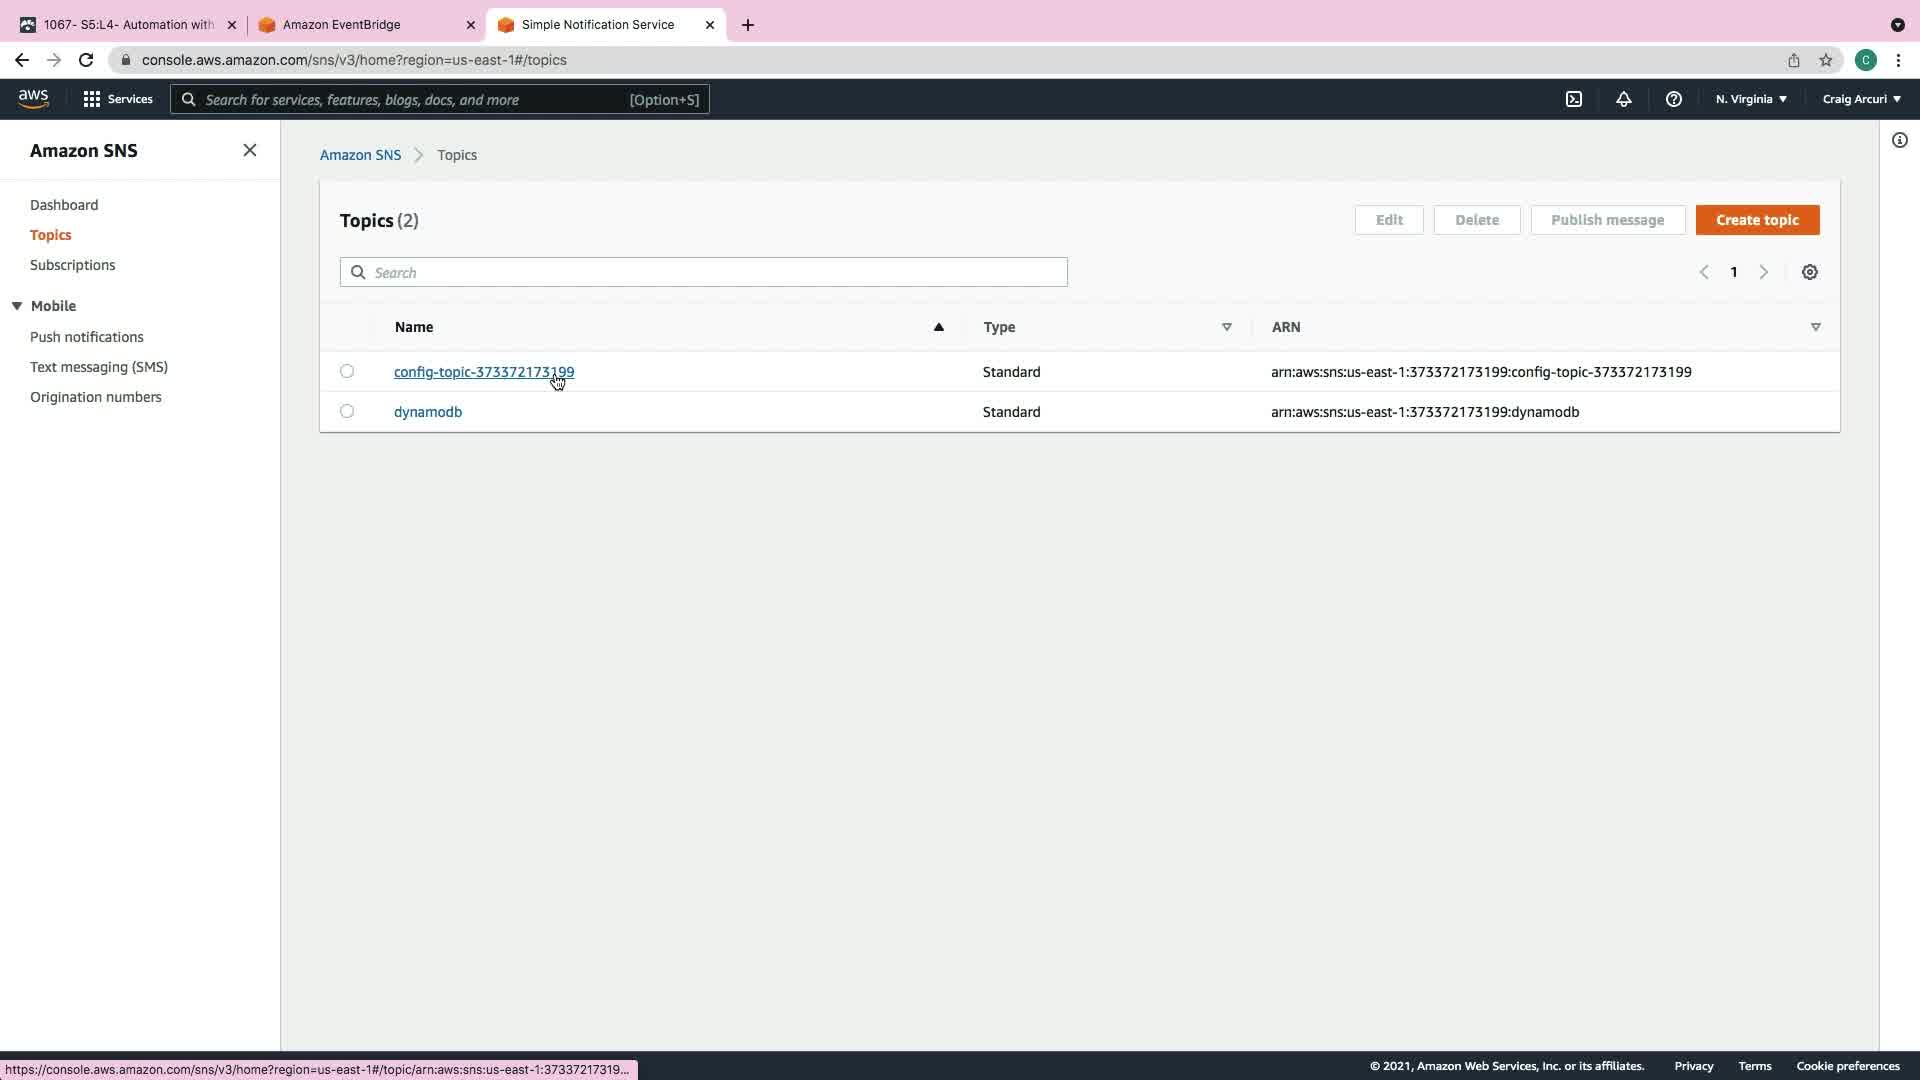 1067- S5:L4- Automation with
Amazon EventBridge
Simple Notification Service
console.aws.amazon.com/sns/v3/home?region=us-east-1#/topics
C
aws
Services
Search for services, features, blogs, docs, and more
[Option+S]
N. Virginia
Craig Arcuri
Amazon SNS
Dashboard
Topics
Subscriptions
Mobile
Push notifications
Text messaging (SMS)
Origination numbers
Amazon SNS
Topics
Topics (2)
Edit
Delete
Publish message
Create topic
Search
1
Name
Type
ARN
config-topic-373372173199
Standard
arn:aws:sns:us-east-1:373372173199:config-topic-373372173199
dynamodb
Standard
arn:aws:sns:us-east-1:373372173199:dynamodb
https://console.aws.amazon.com/sns/v3/home?region=us-east-1#/topic/arn:aws:sns:us-east-1:37337217319...
© 2021, Amazon Web Services, Inc. or its affiliates.
Privacy
Terms
Cookie preferences